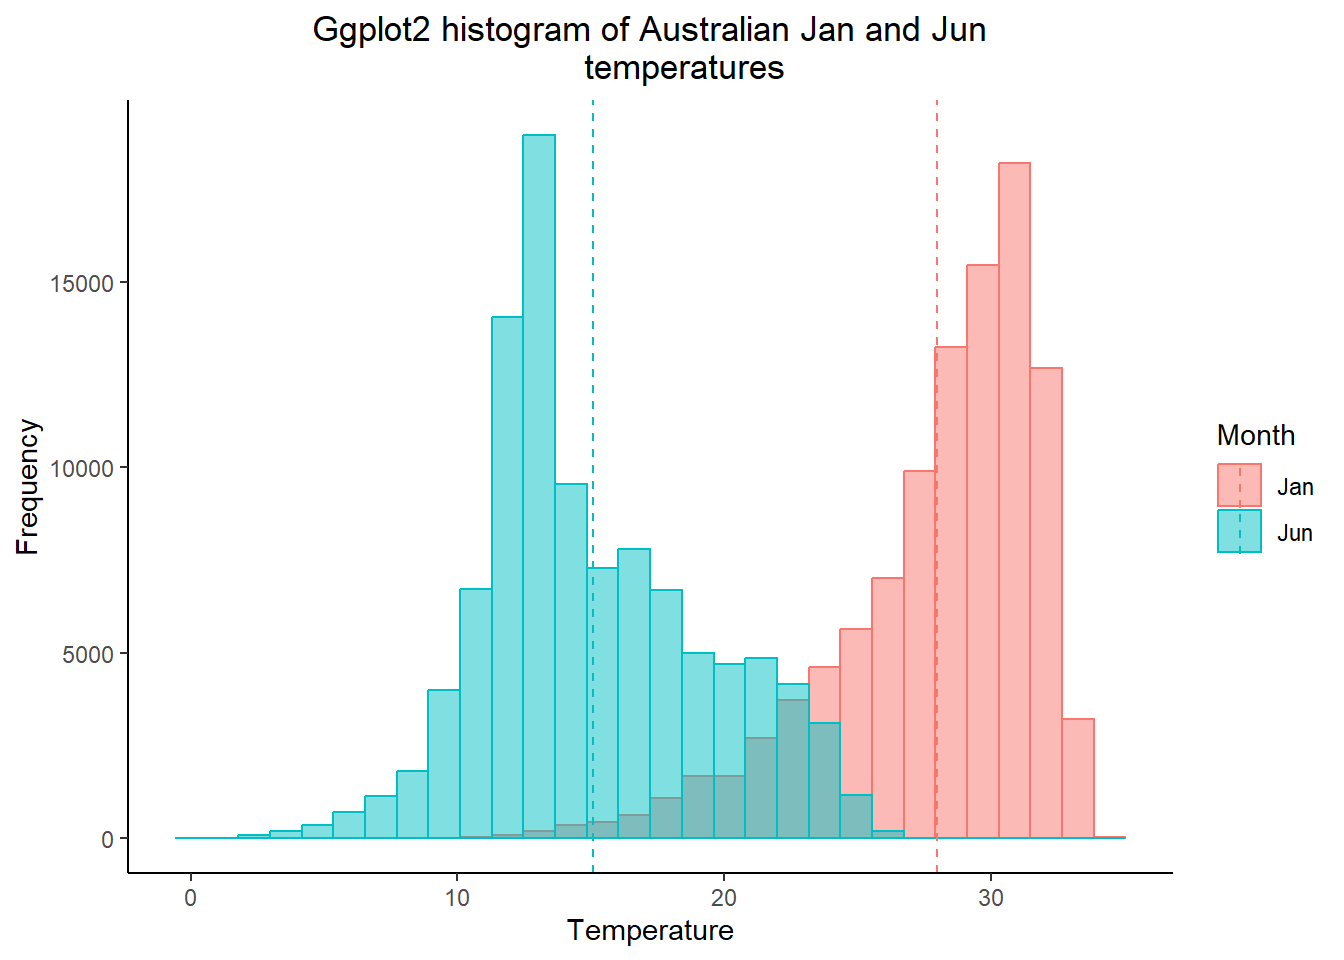 Ggplot2 histogram of Australian Jan and Jun
temperatures
Frequency
15000
10000
5000
0
0 10 20 30
Temperature
Month
Jan
Jun